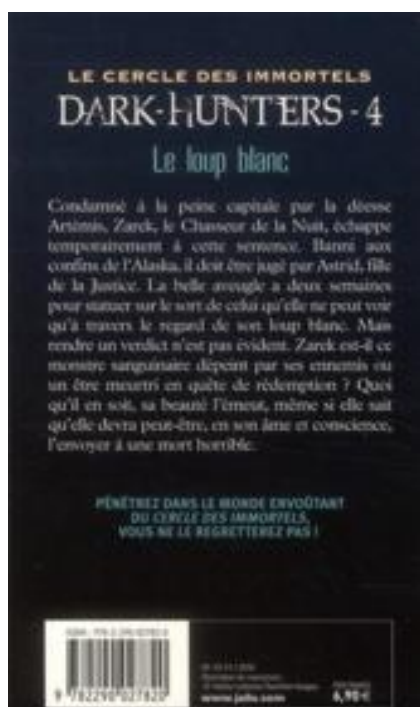 LE CERCLE DES IMMORTELS
DARK-HUNTERS - 4
Le loup blanc
Condamné à la peine capitale par la déesse
Artémis, Zarek, le Chasseur de la Nuit, échappe
temporairement à cette sentence. Banni aux
confins de l'Alaska, il doit être jugé par Astrid, fille
de la Justice. La belle aveugle a deux semaines
pour statuer sur le sort de celui qu'elle ne peut voir
qu'à travers le regard de son loup blanc. Mais
rendre un verdict n'est pas évident. Zarek est-il ce
monstre sanguinaire dépeint par ses ennemis ou
un être meurtri en quête de rédemption ? Quoi
qu'il en soit, sa beauté l'émeut, même si elle sait
qu'elle devra peut-être, en son âme et conscience,
l'envoyer à une mort horrible.
PÉNÉTREZ DANS LE MONDE ENVOÛTANT
DU CERCLE DES IMMORTELS,
VOUS NE LE REGRETTEREZ PAS !
9 782290 027820
www.jailu.com
6,90 €